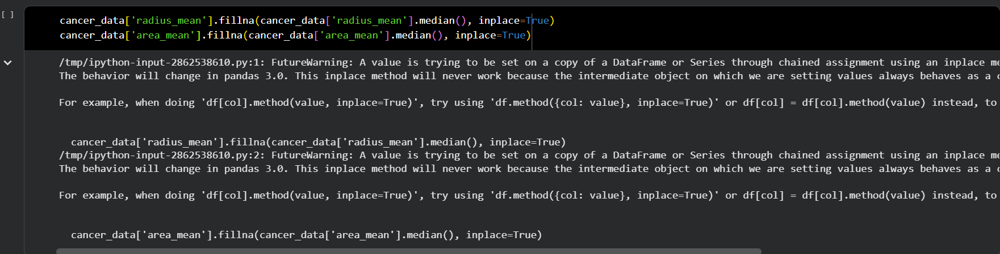 [ ]
cancer_data['radius_mean'].fillna(cancer_data['radius_mean'].median(), inplace=True)
cancer_data['area_mean'].fillna(cancer_data['area_mean'].median(), inplace=True)
/tmp/ipython-input-2862538610.py:1: FutureWarning: A value is trying to be set on a copy of a DataFrame or Series through chained assignment using an inplace
The behavior will change in pandas 3.0. This inplace method will never work because the intermediate object on which we are setting values always behaves as a
For example, when doing 'df[col].method(value, inplace=True)', try using 'df.method({col: value}, inplace=True)' or df[col] = df[col].method(value) instead, to
cancer_data['radius_mean'].fillna(cancer_data['radius_mean'].median(), inplace=True)
/tmp/ipython-input-2862538610.py:2: FutureWarning: A value is trying to be set on a copy of a DataFrame or Series through chained assignment using an inplace
The behavior will change in pandas 3.0. This inplace method will never work because the intermediate object on which we are setting values always behaves as a
For example, when doing 'df[col].method(value, inplace=True)', try using 'df.method({col: value}, inplace=True)' or df[col] = df[col].method(value) instead, to
cancer_data['area_mean'].fillna(cancer_data['area_mean'].median(), inplace=True)